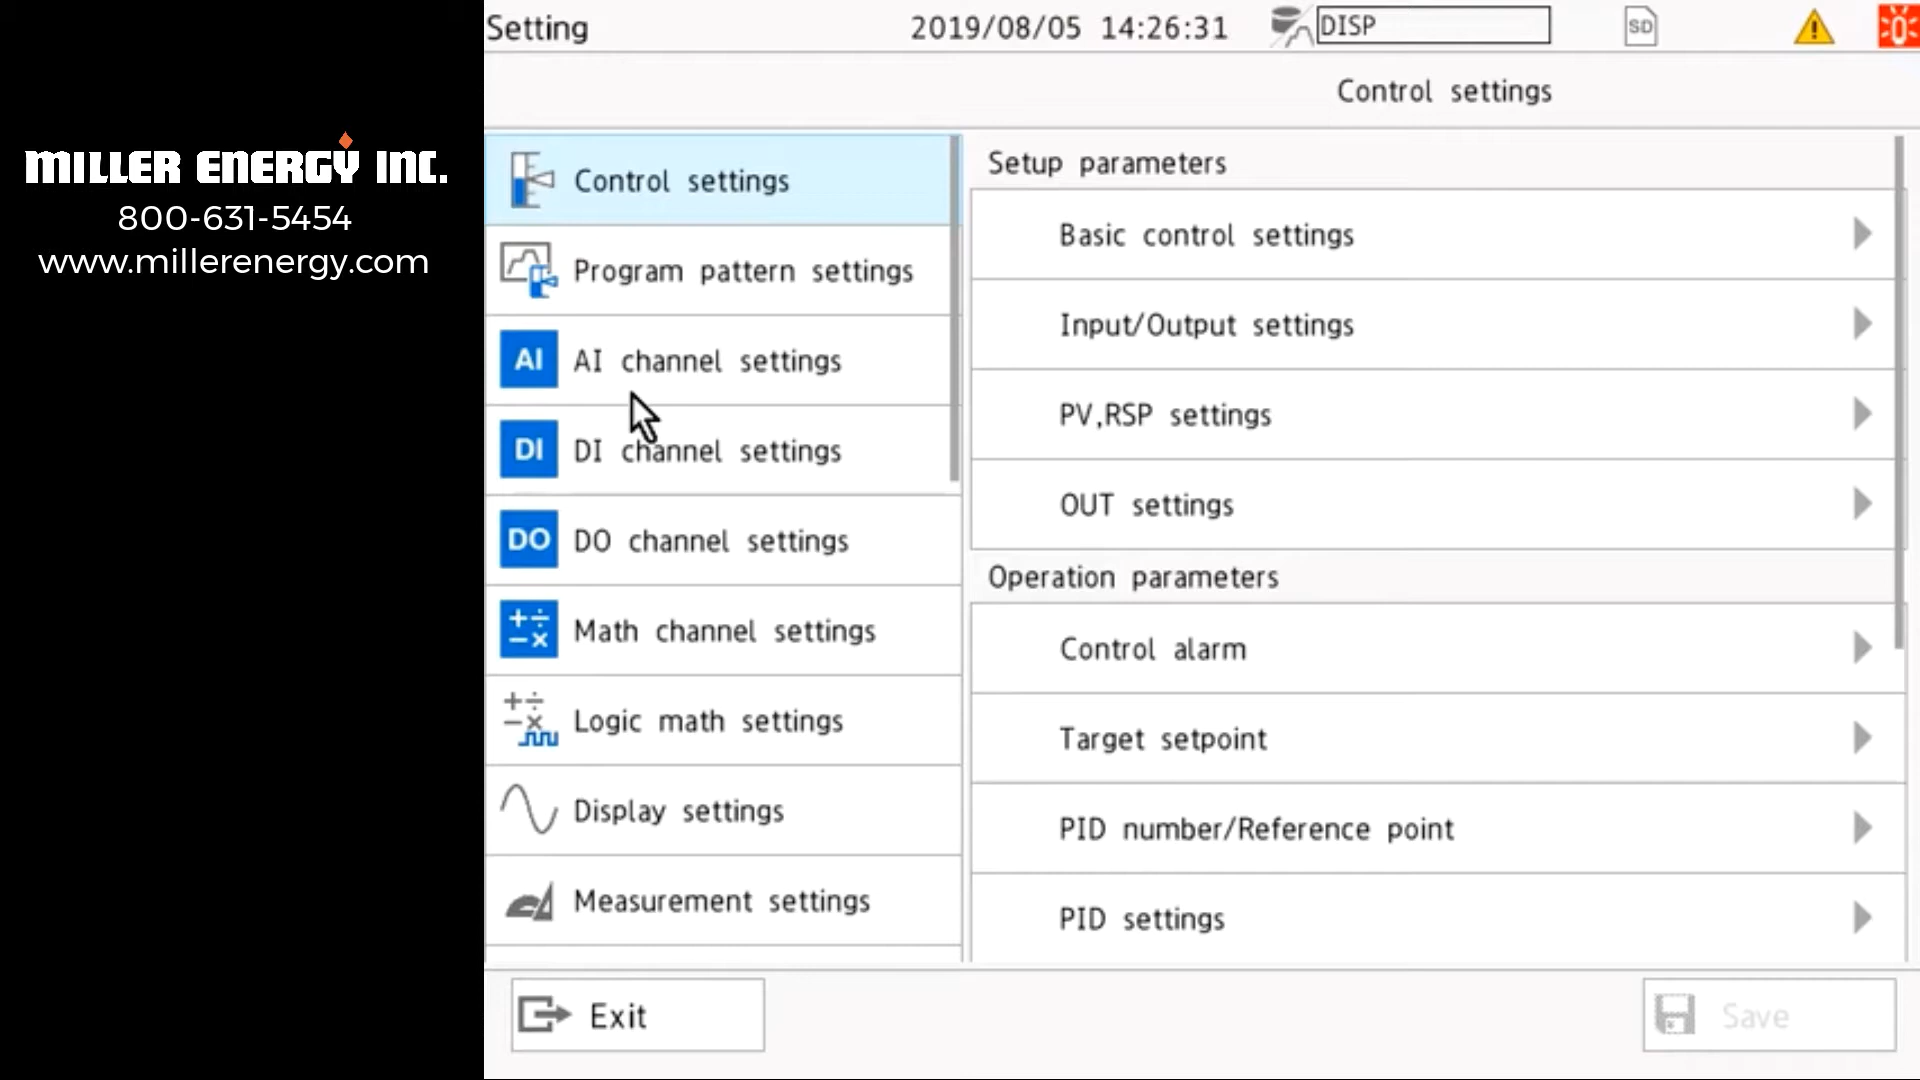 MILLER ENERGY INC.
800-631-5454
www.millerenergy.com
Setting
2019/08/05 14:26:31
DISP
SD
Control settings
Control settings
Program pattern settings
AI AI channel settings
DI DI channel settings
DO DO channel settings
Math channel settings
Logic math settings
Display settings
Measurement settings
Setup parameters
Basic control settings
Input/Output settings
PV,RSP settings
OUT settings
Operation parameters
Control alarm
Target setpoint
PID number/Reference point
PID settings
Exit
Save